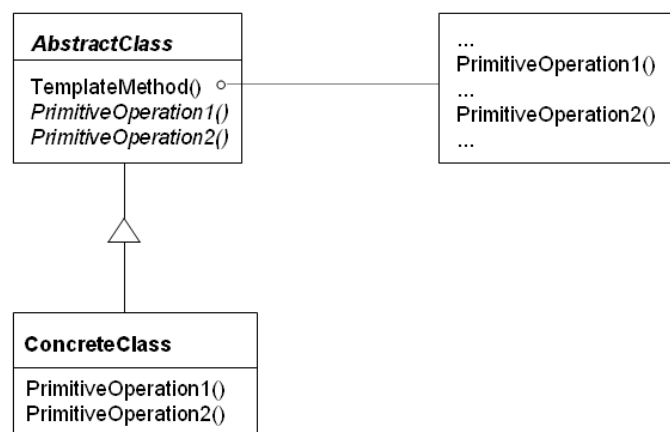 AbstractClass
TemplateMethod()
PrimitiveOperation1()
PrimitiveOperation2()
...
PrimitiveOperation1()
...
PrimitiveOperation2()
...
ConcreteClass
PrimitiveOperation1()
PrimitiveOperation2()